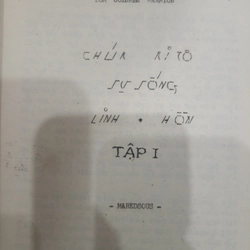 CHÚA KI TÔ
SỰ SỐNG
LINH HỒN
TẬP I
- MAREDSOUS -